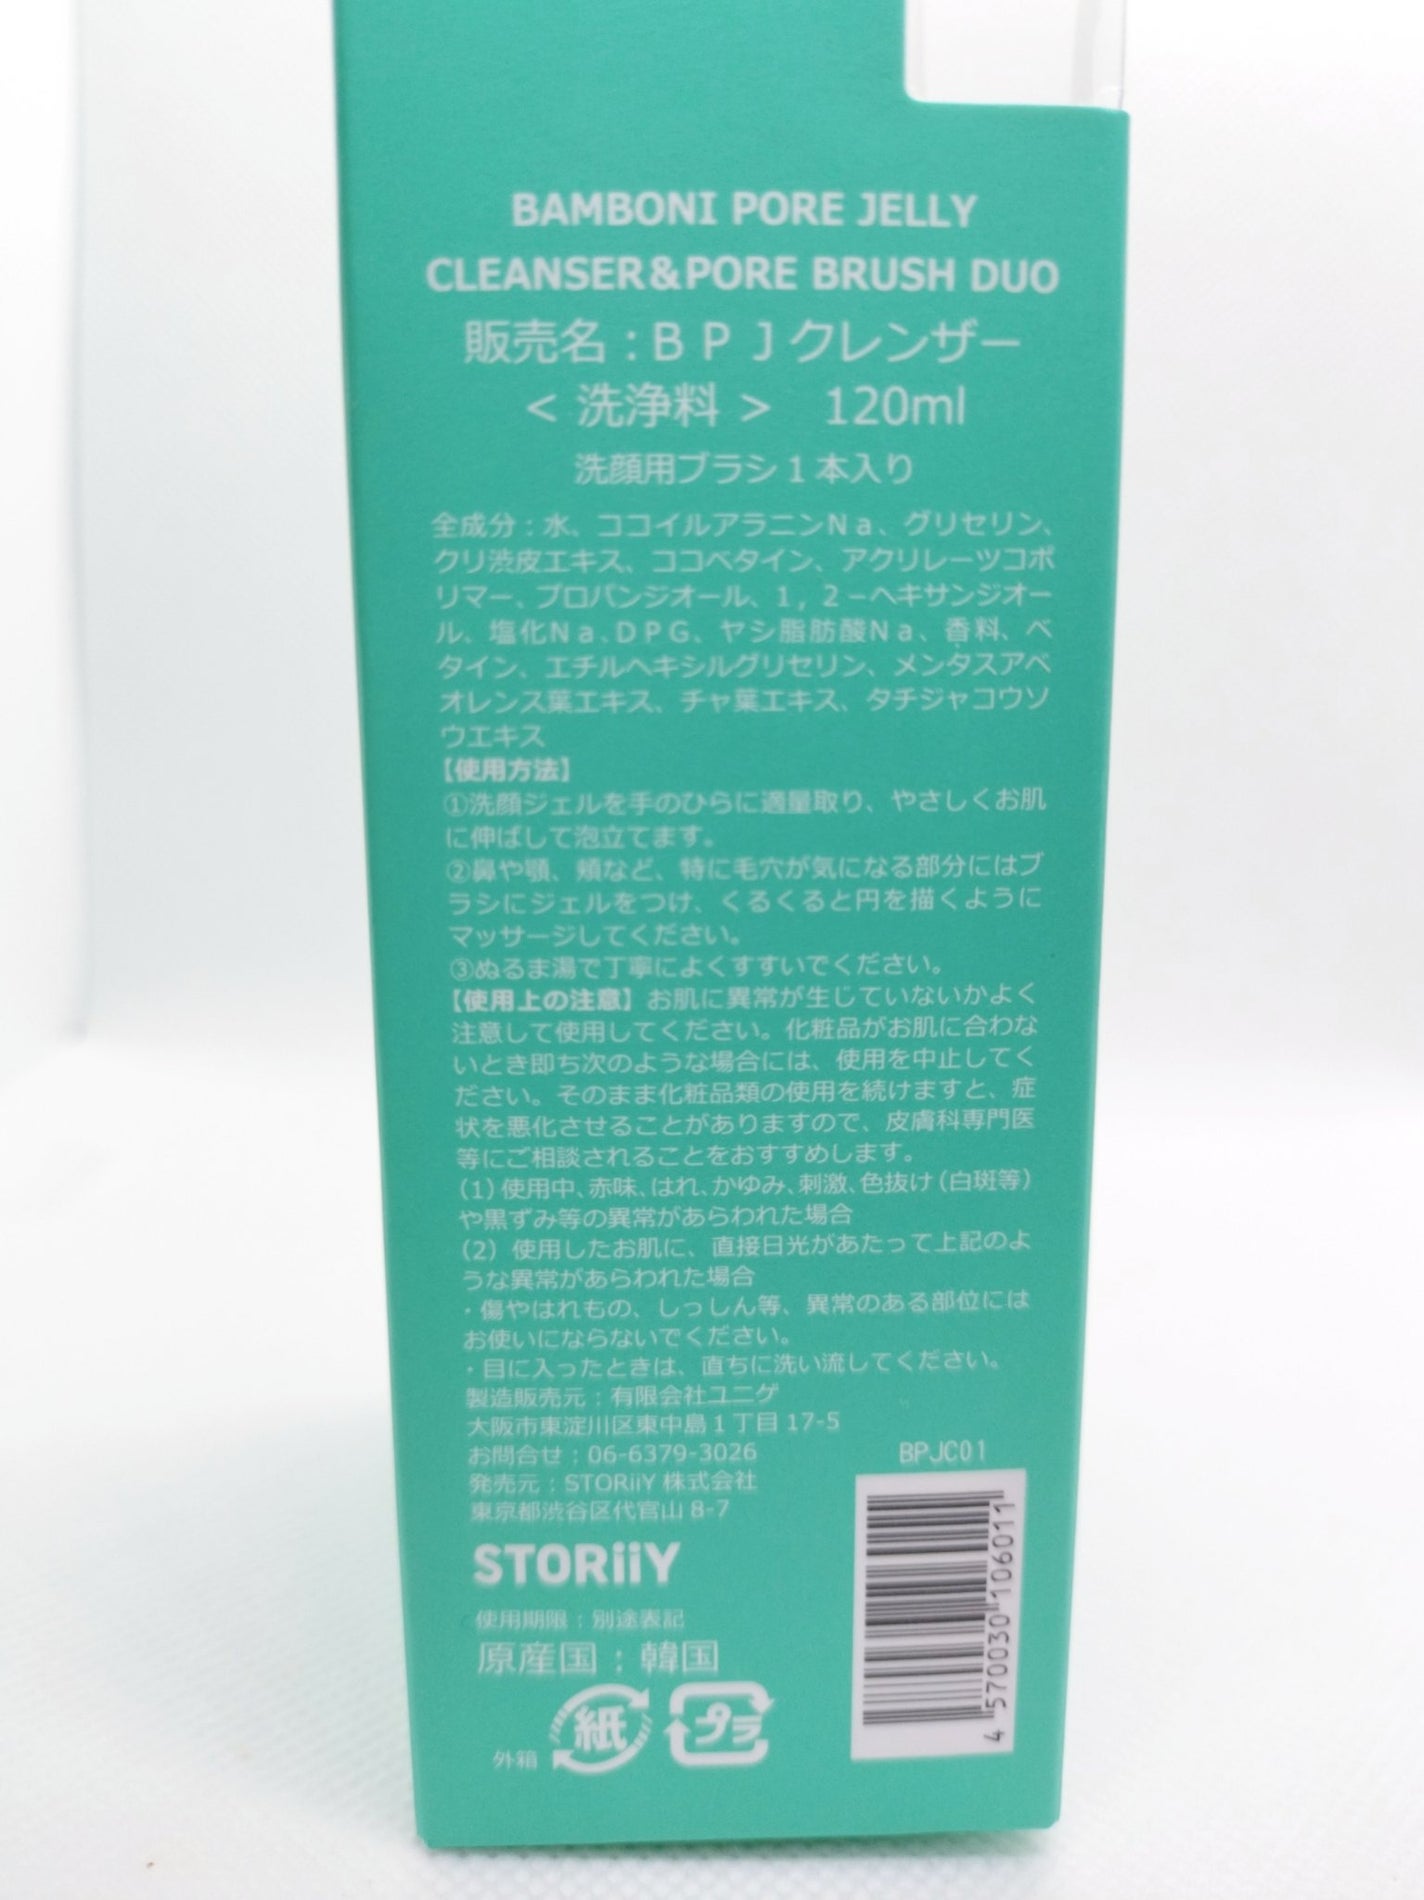 BAMBONI PORE JELLY
CLEANSER&PORE BRUSH DUO
販売名：ＢＰＪクレンザー
＜洗浄料＞ 120ml
洗顔用ブラシ１本入り
全成分：水、ココイルアラニンＮａ、グリセリン、
クリ渋皮エキス、ココベタイン、アクリレーツコポ
リマー、プロパンジオール、１，２－ヘキサンジオー
ル、塩化Ｎａ、ＤＰＧ、ヤシ脂肪酸Ｎａ、香料、ベ
タイン、エチルヘキシルグリセリン、メンタスアベ
オレンス葉エキス、チャ葉エキス、タチジャコウソ
ウエキス
【使用方法】
①洗顔ジェルを手のひらに適量取り、やさしくお肌
に伸ばして泡立てます。
②鼻や顎、頬など、特に毛穴が気になる部分にはブ
ラシにジェルをつけ、くるくると円を描くように
マッサージしてください。
③ぬるま湯で丁寧によくすすいでください。
【使用上の注意】お肌に異常が生じていないかよく
注意して使用してください。化粧品がお肌に合わな
いとき即ち次のような場合には、使用を中止してく
ださい。そのまま化粧品類の使用を続けますと、症
状を悪化させることがありますので、皮膚科専門医
等にご相談されることをおすすめします。
（1）使用中、赤味、はれ、かゆみ、刺激、色抜け（白斑等）
や黒ずみ等の異常があらわれた場合
（2）使用したお肌に、直接日光があたって上記のよ
うな異常があらわれた場合
・傷やはれもの、しっしん等、異常のある部位には
お使いにならないでください。
・目に入ったときは、直ちに洗い流してください。
製造販売元：有限会社ユニゲ
大阪市東淀川区東中島１丁目17-5
お問合せ：06-6379-3026
発売元：STORiiY 株式会社
東京都渋谷区代官山 8-7
BPJC01
STORiiY
使用期限：別途表記
原産国：韓国
外箱 紙 プラ
4 570030 106011